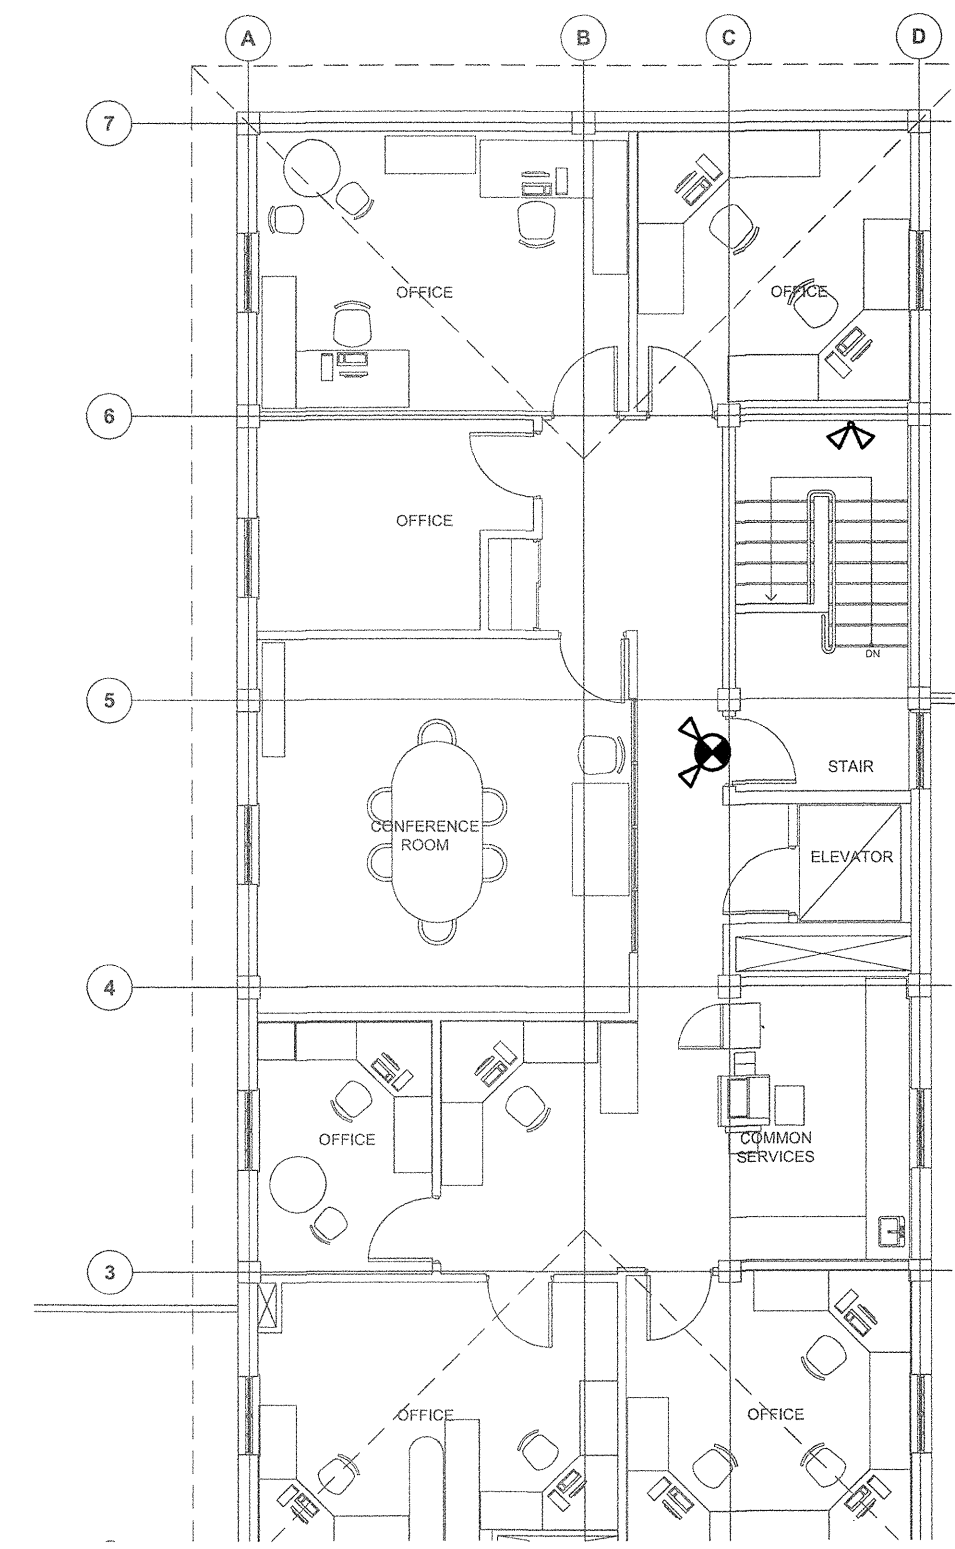 A
B
C
D
7
OFFICE
OFFICE
6
OFFICE
DN
5
STAIR
CONFERENCE
ROOM
ELEVATOR
4
OFFICE
COMMON
SERVICES
3
OFFICE
OFFICE